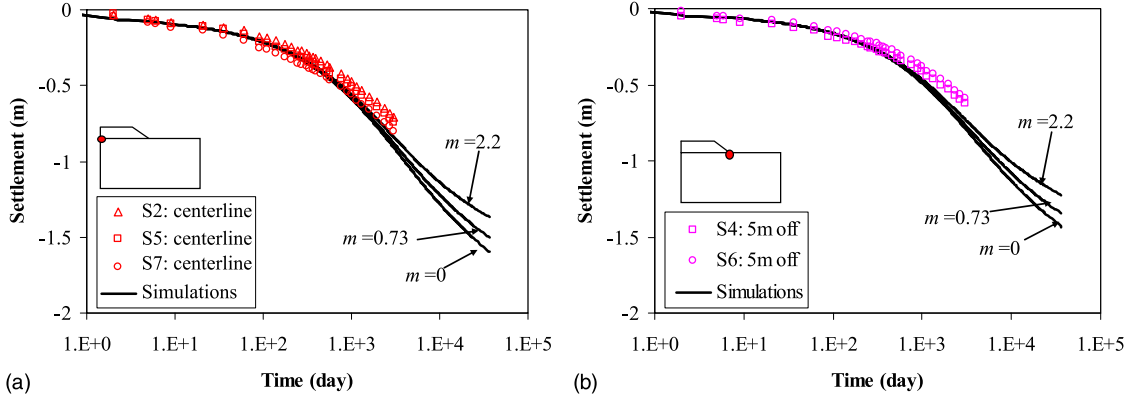 0
-0.5
-1
-1.5
-2
Settlement (m)
1.E+0 1.E+1 1.E+2 1.E+3 1.E+4 1.E+5
Time (day)
(a)
m=2.2
m=0.73
m=0
S2: centerline
S5: centerline
S7: centerline
Simulations
0
-0.5
-1
-1.5
-2
Settlement (m)
1.E+0 1.E+1 1.E+2 1.E+3 1.E+4 1.E+5
Time (day)
(b)
m=2.2
m=0.73
m=0
S4: 5m off
S6: 5m off
Simulations